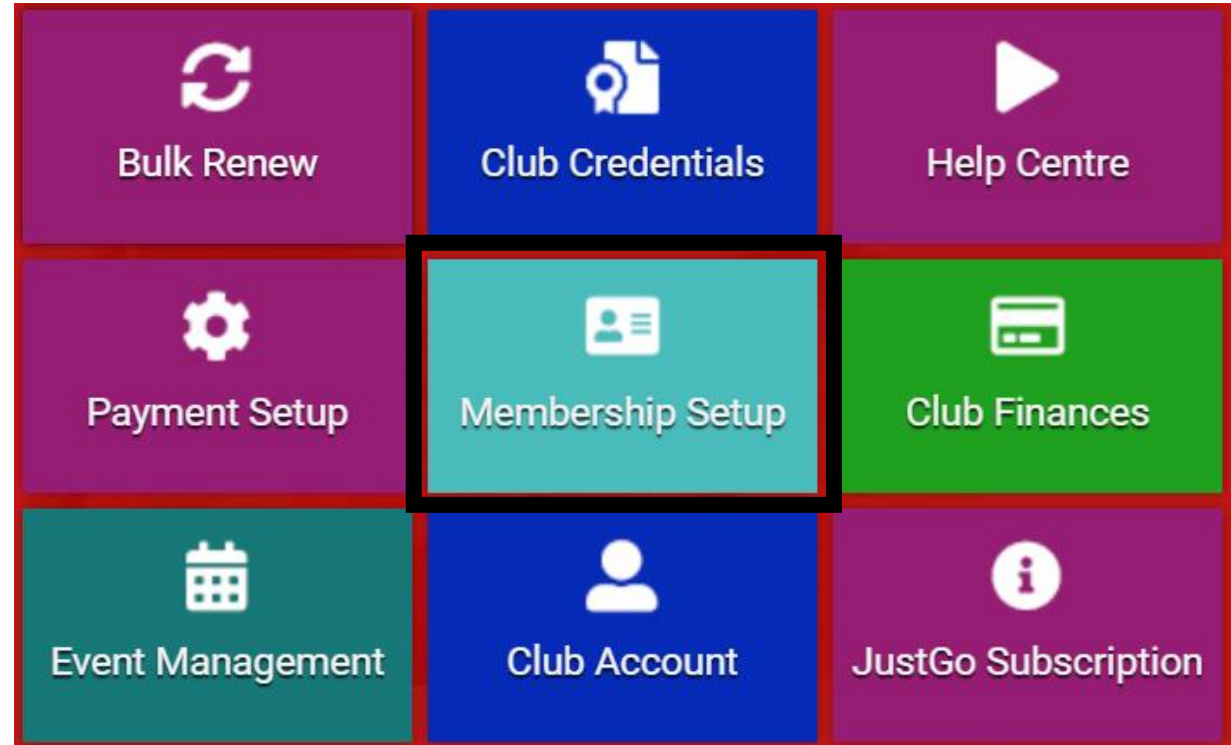 Bulk Renew
Club Credentials
Help Centre
Payment Setup
Membership Setup
Club Finances
Event Management
Club Account
JustGo Subscription